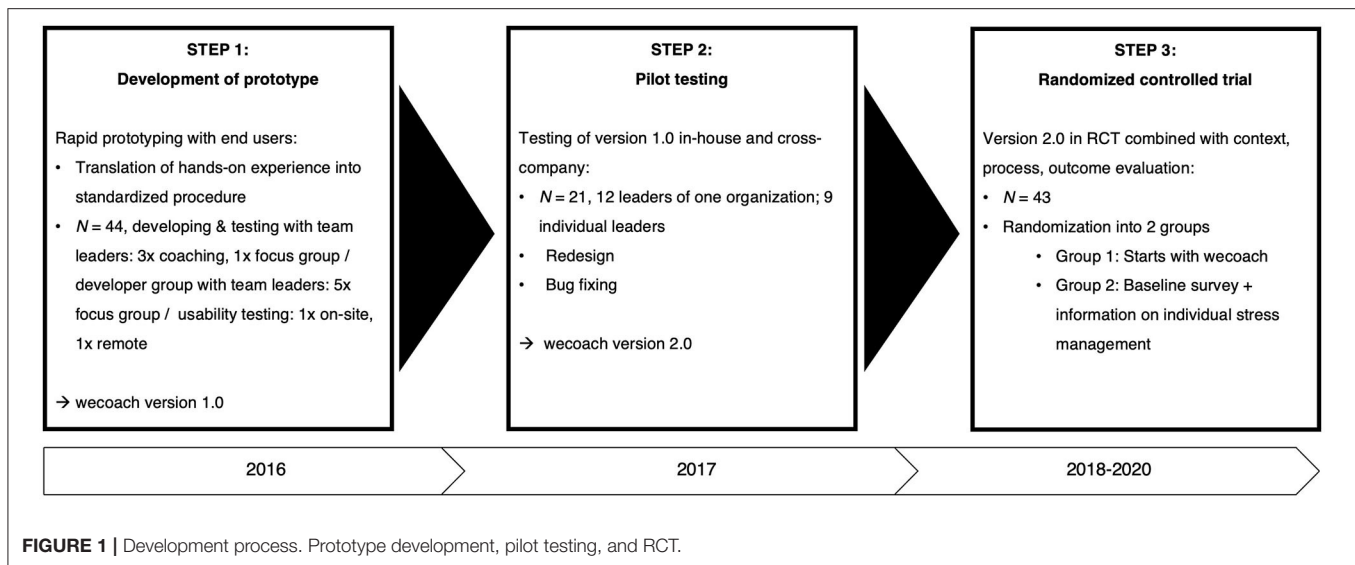 STEP 1:
Development of prototype
Rapid prototyping with end users:
• Translation of hands-on experience into
standardized procedure
• N = 44, developing & testing with team
leaders: 3x coaching, 1x focus group /
developer group with team leaders: 5x
focus group / usability testing: 1x on-site,
1x remote
→ wecoach version 1.0
STEP 2:
Pilot testing
Testing of version 1.0 in-house and cross-
company:
• N = 21, 12 leaders of one organization; 9
individual leaders
• Redesign
• Bug fixing
→ wecoach version 2.0
STEP 3:
Randomized controlled trial
Version 2.0 in RCT combined with context,
process, outcome evaluation:
• N = 43
• Randomization into 2 groups
• Group 1: Starts with wecoach
• Group 2: Baseline survey +
information on individual stress
management
2016
2017
2018-2020
FIGURE 1 | Development process. Prototype development, pilot testing, and RCT.